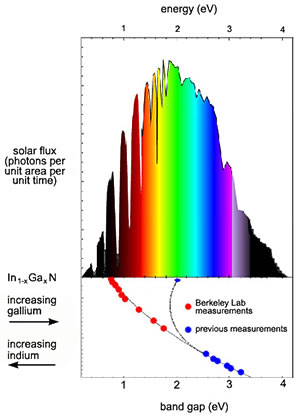 energy (eV)
1 2 3 4
solar flux
(photons per
unit area per
unit time)
In1-xGaxN
increasing
gallium
increasing
indium
Berkeley Lab
measurements
previous measurements
1 2 3 4
band gap (eV)